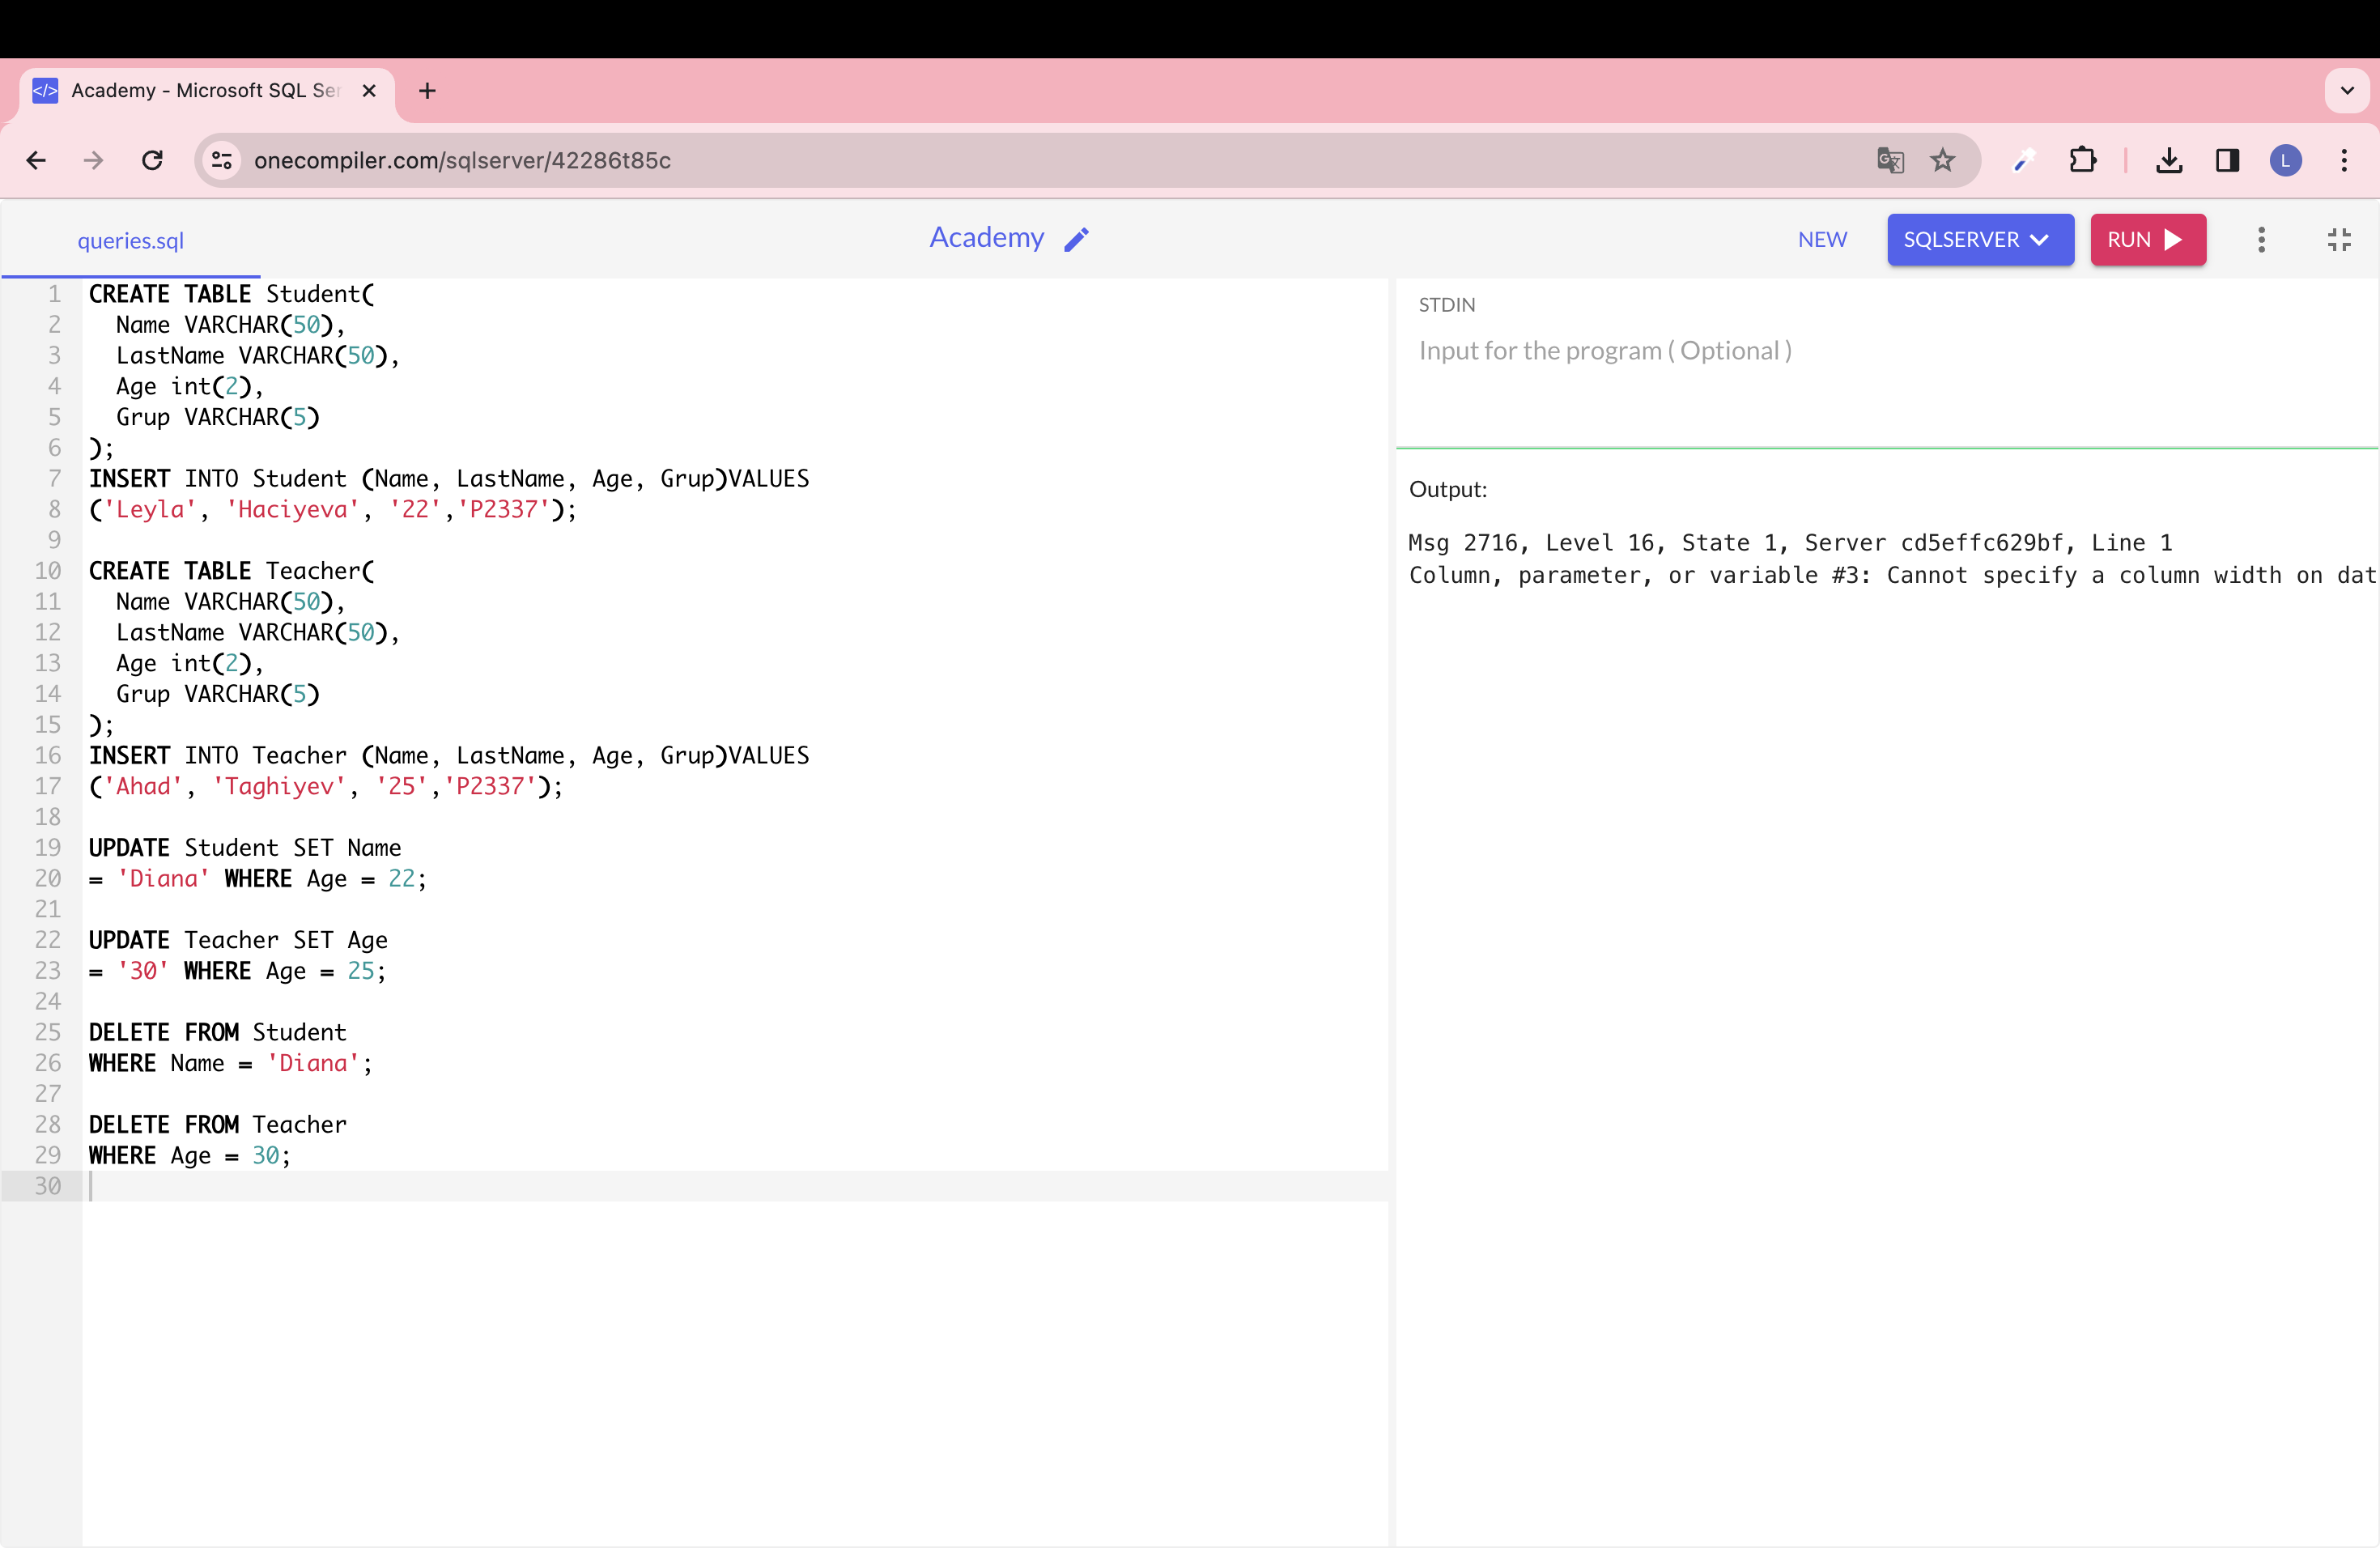 Academy - Microsoft SQL Ser
onecompiler.com/sqlserver/42286t85c
L
queries.sql
Academy
NEW
SQLSERVER
RUN
1 CREATE TABLE Student(
2 Name VARCHAR(50),
3 LastName VARCHAR(50),
4 Age int(2),
5 Grup VARCHAR(5)
6 );
7 INSERT INTO Student (Name, LastName, Age, Grup)VALUES
8 ('Leyla', 'Haciyeva', '22','P2337');
9
10 CREATE TABLE Teacher(
11 Name VARCHAR(50),
12 LastName VARCHAR(50),
13 Age int(2),
14 Grup VARCHAR(5)
15 );
16 INSERT INTO Teacher (Name, LastName, Age, Grup)VALUES
17 ('Ahad', 'Taghiyev', '25','P2337');
18
19 UPDATE Student SET Name
20 = 'Diana' WHERE Age = 22;
21
22 UPDATE Teacher SET Age
23 = '30' WHERE Age = 25;
24
25 DELETE FROM Student
26 WHERE Name = 'Diana';
27
28 DELETE FROM Teacher
29 WHERE Age = 30;
30
STDIN
Input for the program ( Optional )
Output:
Msg 2716, Level 16, State 1, Server cd5effc629bf, Line 1
Column, parameter, or variable #3: Cannot specify a column width on dat